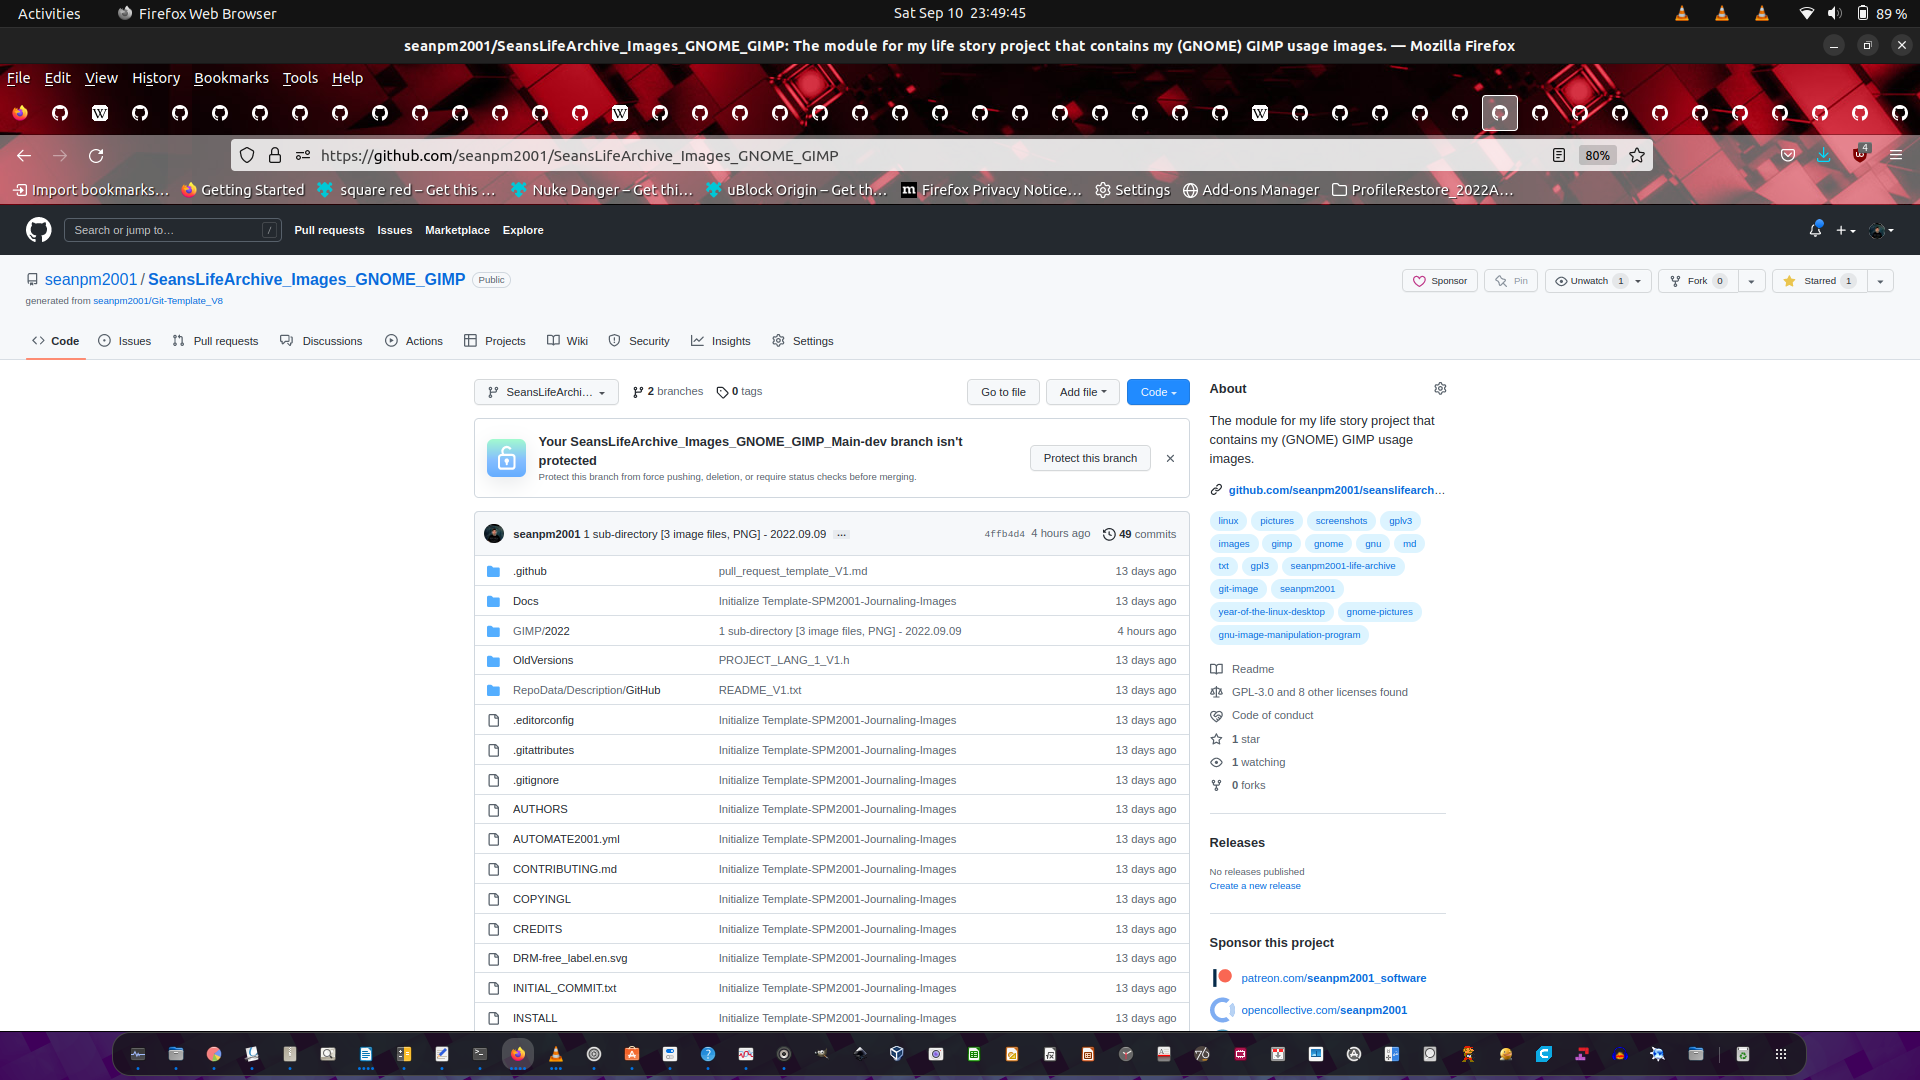 Activities Firefox Web Browser Sat Sep 10 23:49:45 89 %
seanpm2001/SeansLifeArchive_Images_GNOME_GIMP: The module for my life story project that contains my (GNOME) GIMP usage images. — Mozilla Firefox
File Edit View History Bookmarks Tools Help
https://github.com/seanpm2001/SeansLifeArchive_Images_GNOME_GIMP 80% 4
Import bookmarks… Getting Started square red – Get this … Nuke Danger – Get thi… uBlock Origin – Get th… Firefox Privacy Notice… Settings Add-ons Manager ProfileRestore_2022A…
Search or jump to… / Pull requests Issues Marketplace Explore
seanpm2001 / SeansLifeArchive_Images_GNOME_GIMP Public Sponsor Pin Unwatch 1 Fork 0 Starred 1
generated from seanpm2001/Git-Template_V8
Code Issues Pull requests Discussions Actions Projects Wiki Security Insights Settings
SeansLifeArchi… 2 branches 0 tags Go to file Add file Code
Your SeansLifeArchive_Images_GNOME_GIMP_Main-dev branch isn't protected
Protect this branch from force pushing, deletion, or require status checks before merging.
Protect this branch
seanpm2001 1 sub-directory [3 image files, PNG] - 2022.09.09 … 4ffb4d4 4 hours ago 49 commits
.github pull_request_template_V1.md 13 days ago
Docs Initialize Template-SPM2001-Journaling-Images 13 days ago
GIMP/2022 1 sub-directory [3 image files, PNG] - 2022.09.09 4 hours ago
OldVersions PROJECT_LANG_1_V1.h 13 days ago
RepoData/Description/GitHub README_V1.txt 13 days ago
.editorconfig Initialize Template-SPM2001-Journaling-Images 13 days ago
.gitattributes Initialize Template-SPM2001-Journaling-Images 13 days ago
.gitignore Initialize Template-SPM2001-Journaling-Images 13 days ago
AUTHORS Initialize Template-SPM2001-Journaling-Images 13 days ago
AUTOMATE2001.yml Initialize Template-SPM2001-Journaling-Images 13 days ago
CONTRIBUTING.md Initialize Template-SPM2001-Journaling-Images 13 days ago
COPYINGL Initialize Template-SPM2001-Journaling-Images 13 days ago
CREDITS Initialize Template-SPM2001-Journaling-Images 13 days ago
DRM-free_label.en.svg Initialize Template-SPM2001-Journaling-Images 13 days ago
INITIAL_COMMIT.txt Initialize Template-SPM2001-Journaling-Images 13 days ago
INSTALL Initialize Template-SPM2001-Journaling-Images 13 days ago
About
The module for my life story project that
contains my (GNOME) GIMP usage
images.
github.com/seanpm2001/seanslifearch…
linux pictures screenshots gplv3
images gimp gnome gnu md
txt gpl3 seanpm2001-life-archive
git-image seanpm2001
year-of-the-linux-desktop gnome-pictures
gnu-image-manipulation-program
Readme
GPL-3.0 and 8 other licenses found
Code of conduct
1 star
1 watching
0 forks
Releases
No releases published
Create a new release
Sponsor this project
patreon.com/seanpm2001_software
opencollective.com/seanpm2001